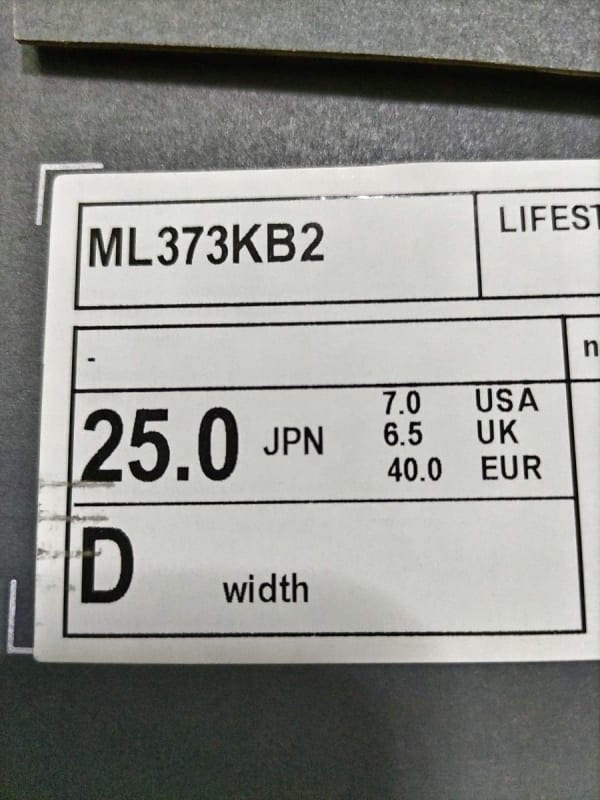 ML373KB2
LIFEST
-
n
25.0 JPN
7.0 USA
6.5 UK
40.0 EUR
D width